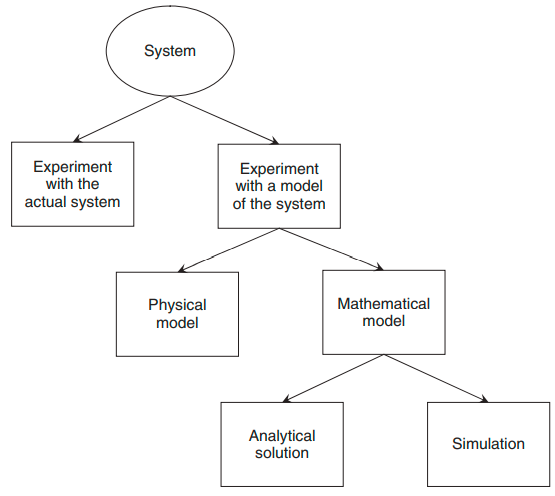 System
Experiment
with the
actual system
Experiment
with a model
of the system
Physical
model
Mathematical
model
Analytical
solution
Simulation